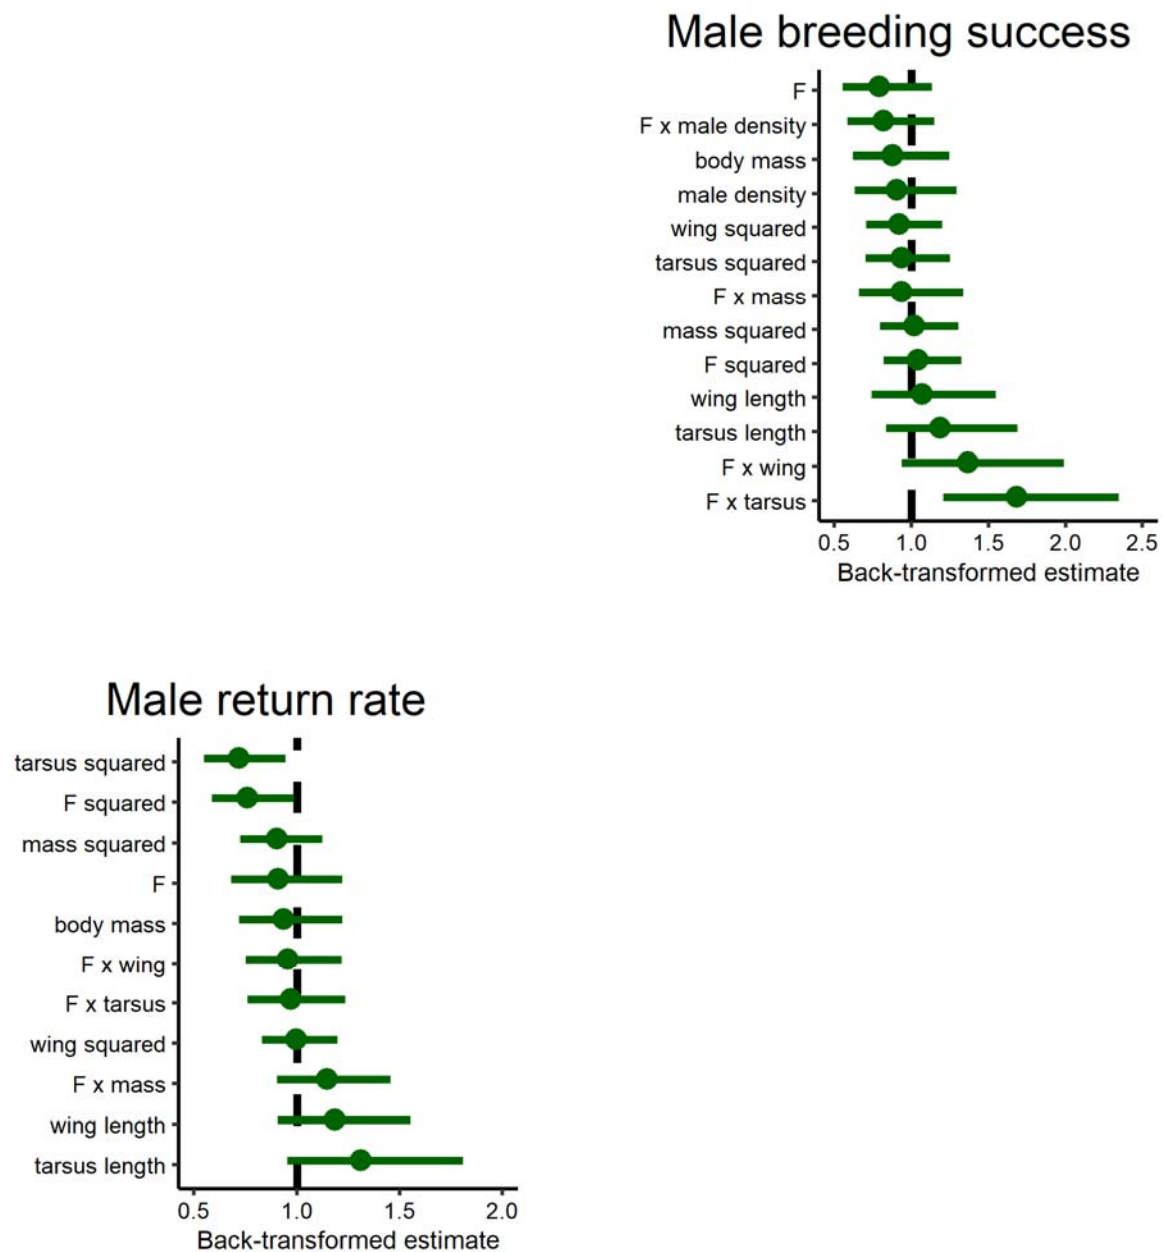 Male breeding success
F
F x male density
body mass
male density
wing squared
tarsus squared
F x mass
mass squared
F squared
wing length
tarsus length
F x wing
F x tarsus
0.5 1.0 1.5 2.0 2.5
Back-transformed estimate
Male return rate
tarsus squared
F squared
mass squared
F
body mass
F x wing
F x tarsus
wing squared
F x mass
wing length
tarsus length
0.5 1.0 1.5 2.0
Back-transformed estimate